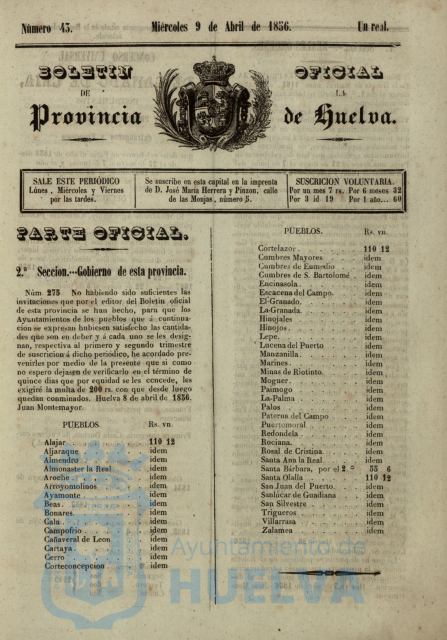 Número 43. Miércoles 9 de Abril de 1856. Un real.
BOLETIN OFICIAL
DE LA
Provincia de Huelva.
SALE ESTE PERIÓDICO
Lúnes, Miércoles y Viernes
por las tardes.
Se suscribe en esta capital en la imprenta
de D. José María Herrera y Pinzon, calle
de las Monjas, número 5.
SUSCRICION VOLUNTARIA.
Por un mes 7 rs. Por 6 meses 32
Por 3 id 19 Por 1 año... 60
PARTE OFICIAL.
2.ª Seccion.--Gobierno de esta provincia.
Núm. 275 No habiendo sido suficientes las
invitaciones que por el editor del Boletin oficial
de esta provincia se han hecho, para que los
Ayuntamientos de los pueblos que á continua-
cion se expresan hubiesen satisfecho las cantida-
des que son en deber y á cada uno se les desig-
nan, respectiva al primero y segundo trimestre
de suscricion á dicho periódico, he acordado pre-
venirles por medio de la presente que si como
no espero dejasen de verificarlo en el término de
quince dias que por equidad se les concede, les
exigiré la multa de 200 rs. con que desde luego
quedan conminados. Huelva 8 de abril de 1856.
Juan Montemayor.
PUEBLOS Rs. vn.
Alajar 110 12
Aljaraque idem
Almendro idem
Almonaster la Real idem
Aroche idem
Arroyomolinos idem
Ayamonte idem
Beas idem
Bonares idem
Cala idem
Campofrio idem
Cañaveral de Leon idem
Cartaya idem
Cerro idem
Corteconcepcion idem
PUEBLOS. Rs. vn.
Cortelazor 110 12
Cumbres Mayores idem
Cumbres de Enmedio idem
Cumbres de S. Bartolomé idem
Encinasola idem
Escacena del Campo. idem
El-Granado. idem
La-Granada. idem
Hinojales idem
Hinojos idem
Lepe. idem
Lucena del Puerto idem
Manzanilla. idem
Marines. idem
Minas de Riotinto. idem
Moguer. idem
Paimogo idem
La-Palma idem
Palos idem
Paterna del Campo idem
Puertomoral idem
Redondela idem
Rociana. idem
Rosal de Cristina. idem
Santa Ana la Real idem
Santa Bárbara, por el 2.º 55 6
Santa Olalla 110 12
San Juan del Puerto. idem
Sanlúcar de Guadiana idem
San Silvestre idem
Trigueros idem
Villarrasa idem
Zalamea idem
Ayuntamiento de
HUELVA